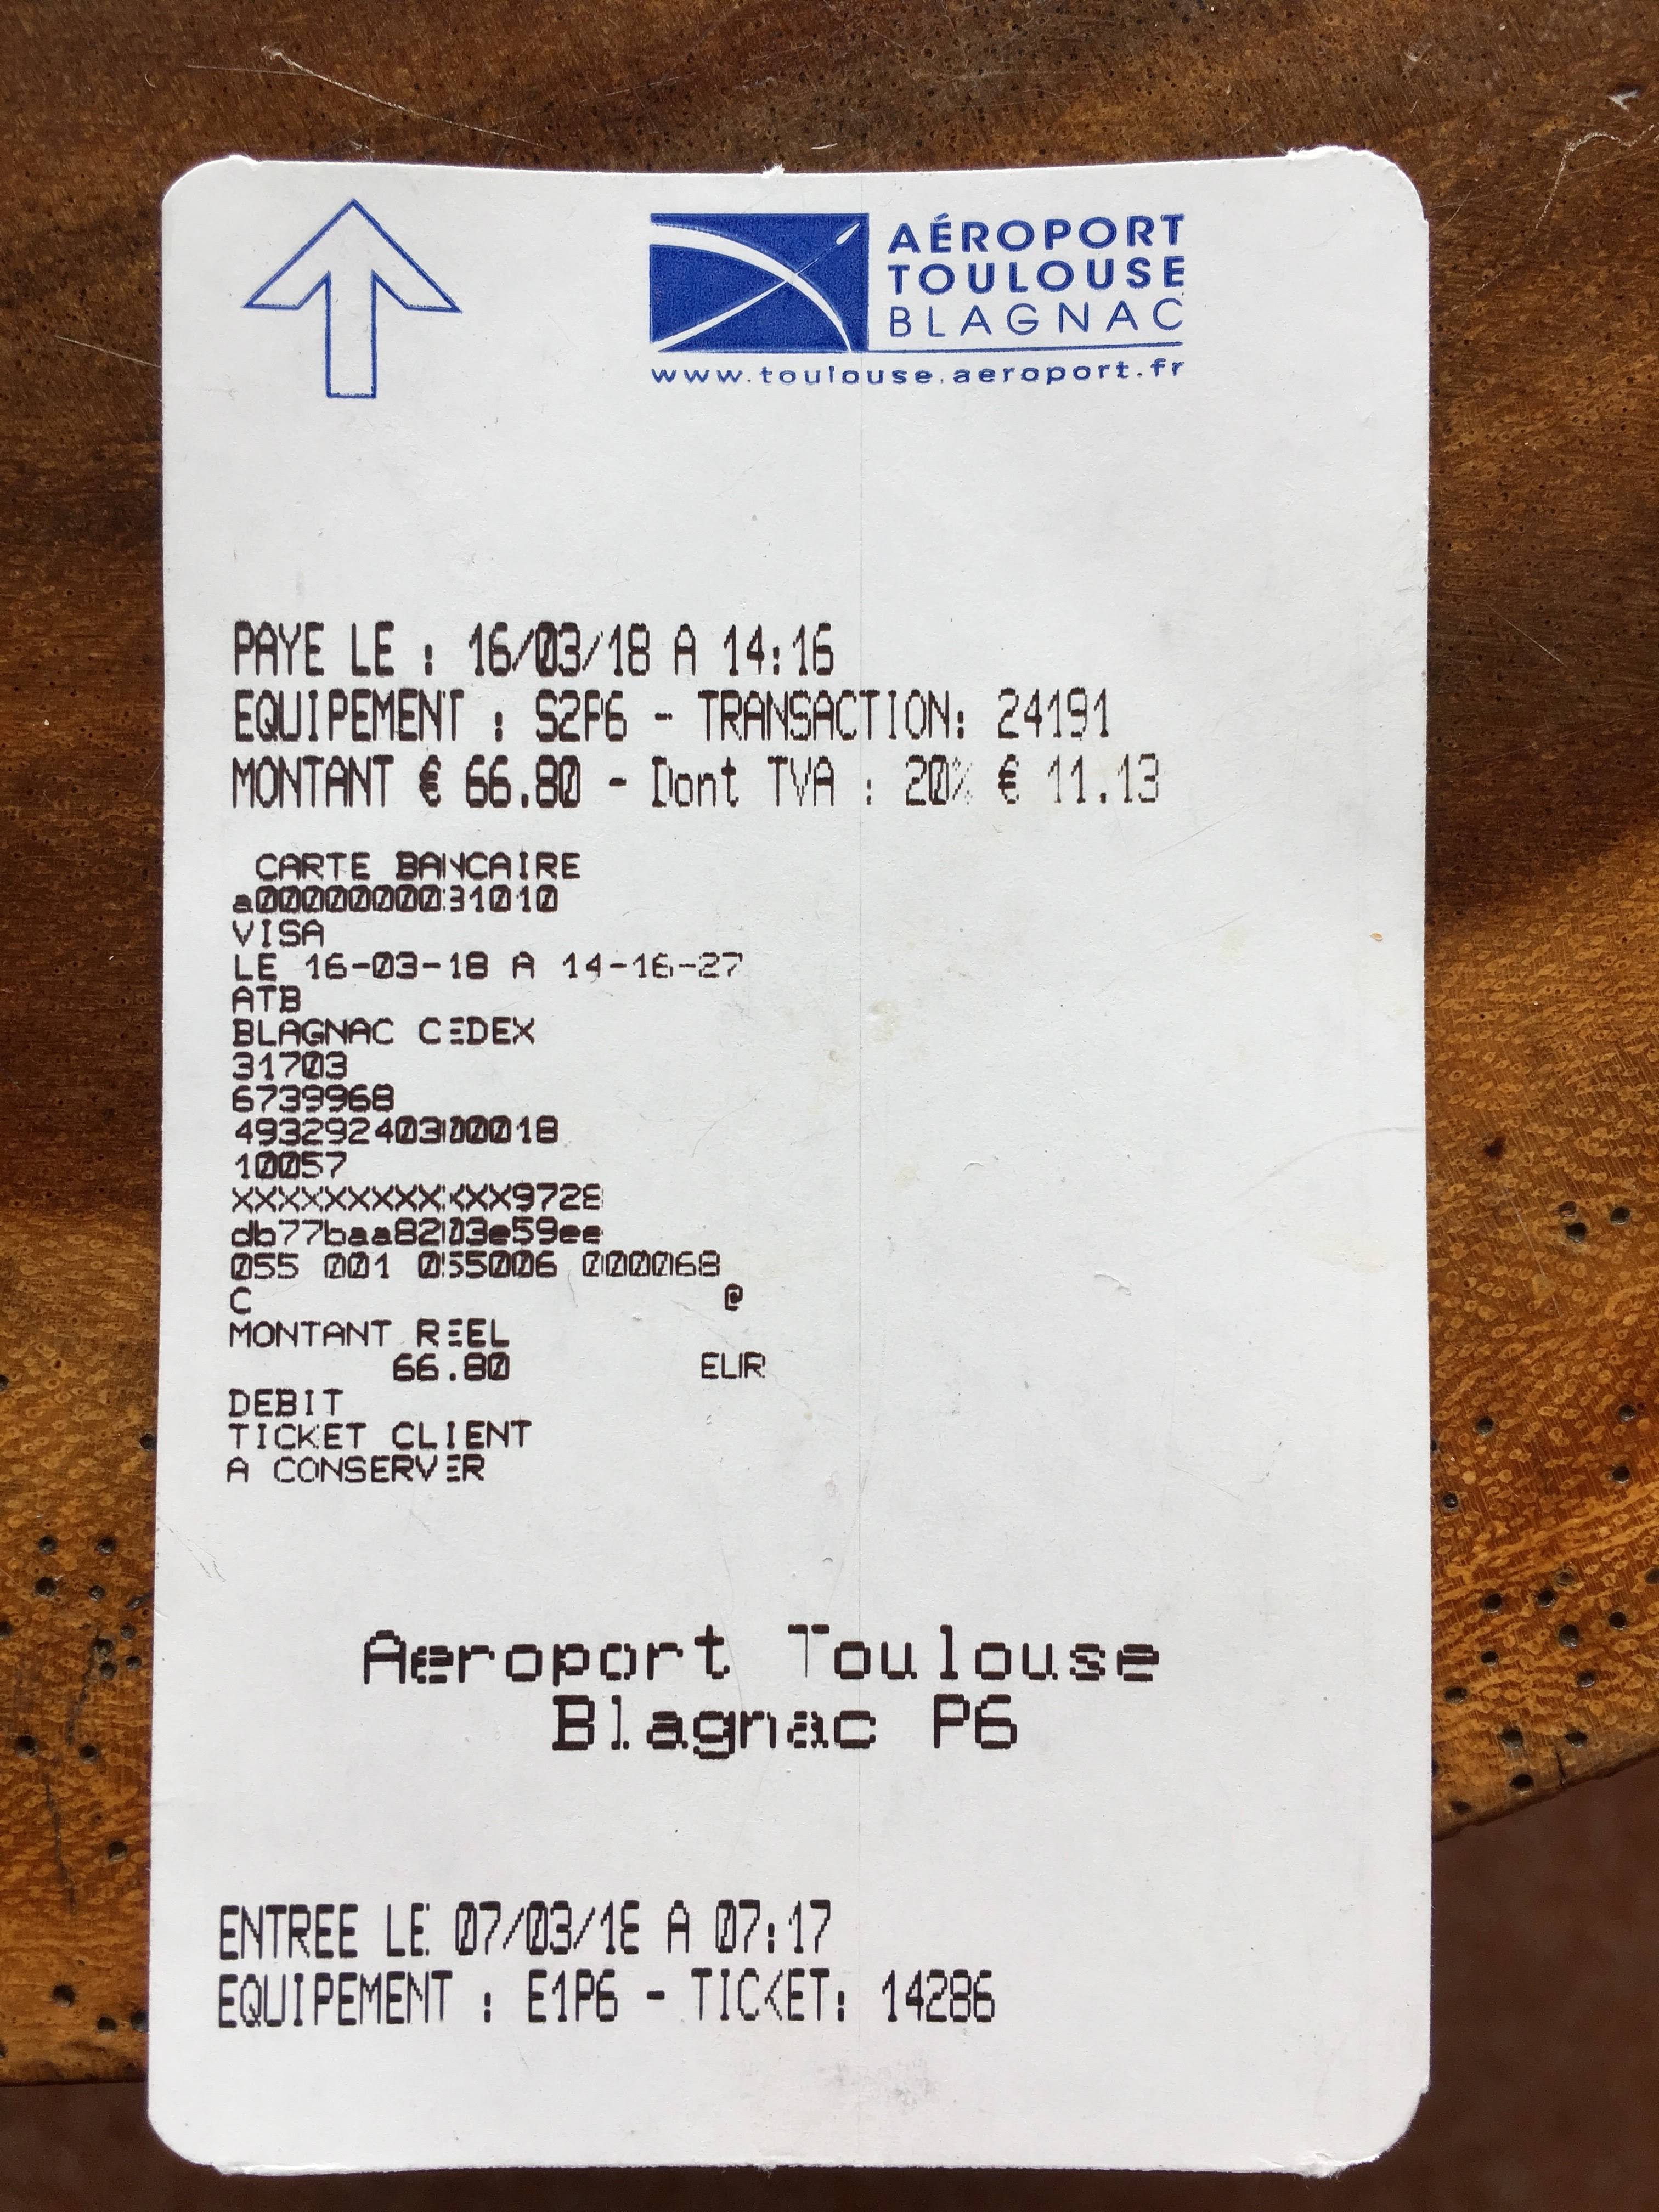 AÉROPORT
TOULOUSE
BLAGNAC
www.toulouse.aeroport.fr
PAYE LE : 16/03/18 A 14:16
EQUIPEMENT : S2P6 - TRANSACTION: 24191
MONTANT € 66.80 - Dont TVA : 20% € 11.13
CARTE BANCAIRE
a0000000031010
VISA
LE 16-03-18 A 14-16-27
ATB
BLAGNAC CEDEX
31703
6739968
49329240300018
10057
XXXXXXXXXXXX9728
db77baa8203e59ee
055 001 055006 000068
C @
MONTANT REEL
66.80 EUR
DEBIT
TICKET CLIENT
A CONSERVER
Aeroport Toulouse
Blagnac P6
ENTREE LE: 07/03/18 A 07:17
EQUIPEMENT : E1P6 - TICKET: 14286